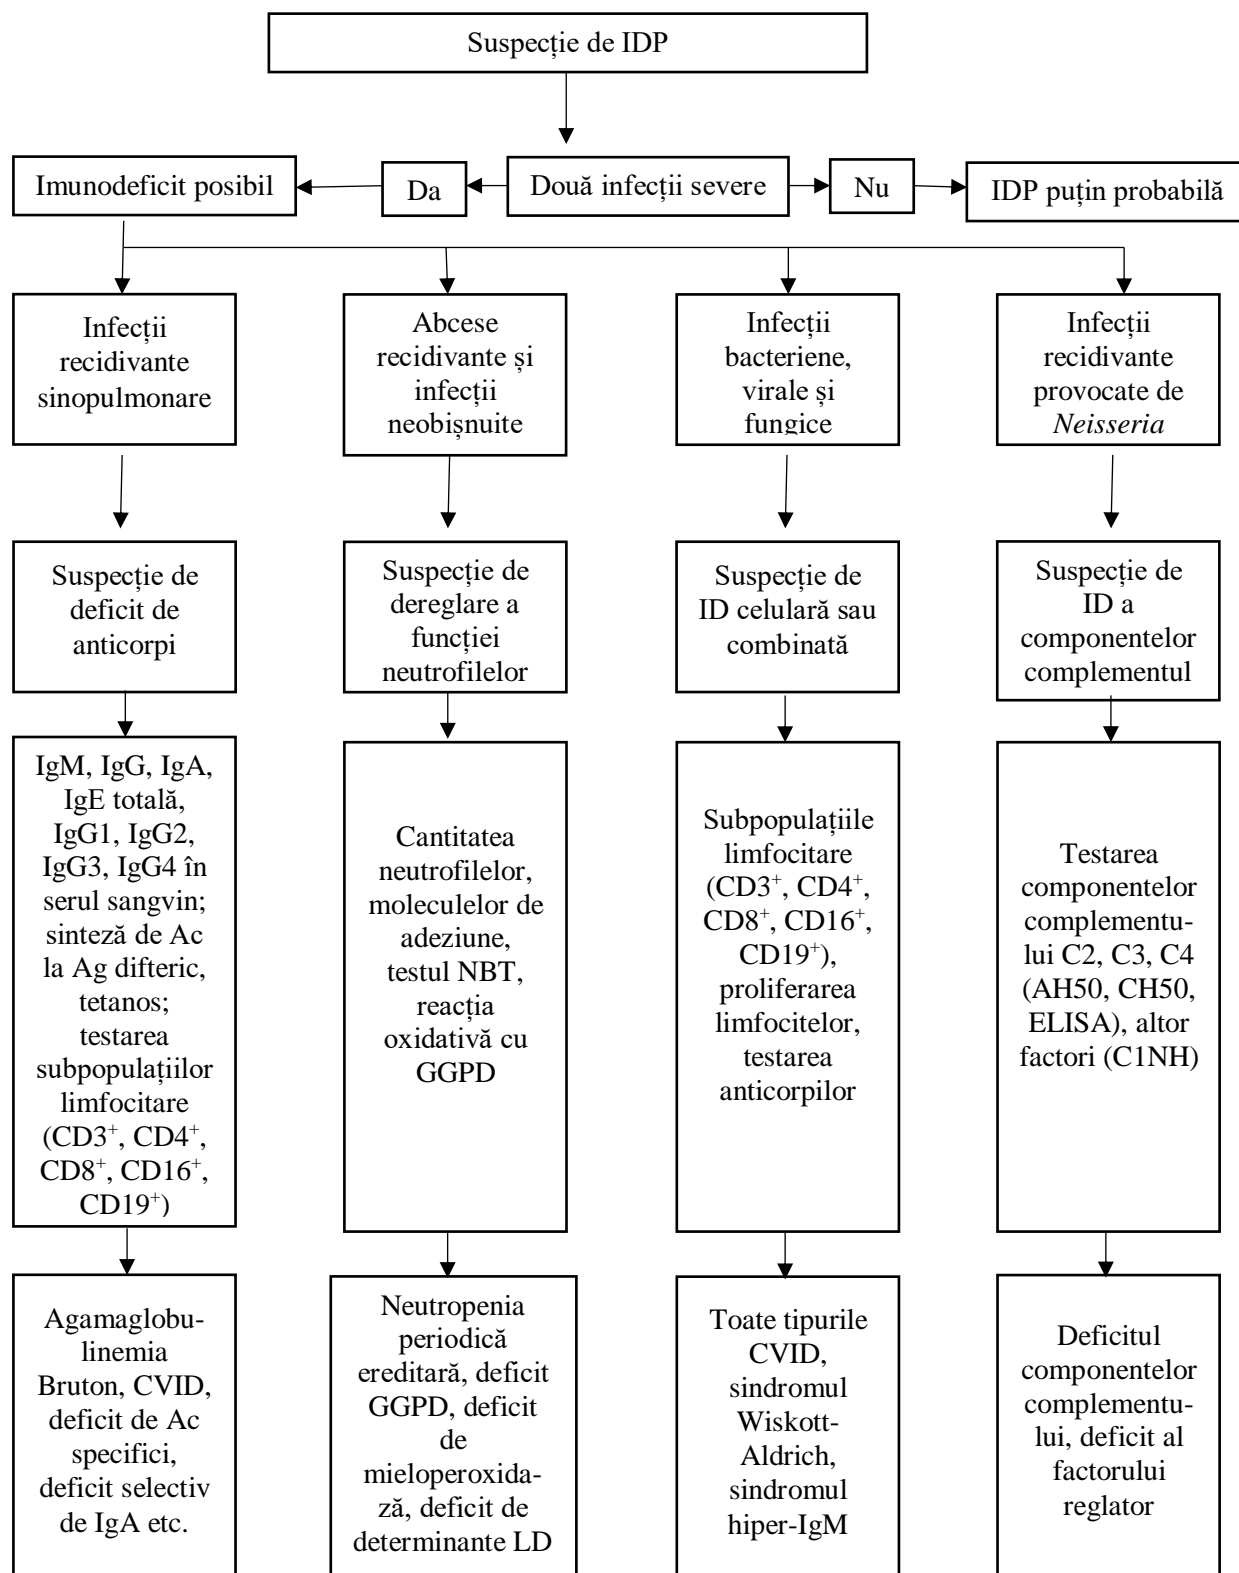 Suspecție de IDP
Imunodeficit posibil
Da
Două infecții severe
Nu
IDP puțin probabilă
Infecții
recidivante
sinopulmonare
Abcese
recidivante și
infecții
neobișnuite
Infecții
bacteriene,
virale și
fungice
Infecții
recidivante
provocate de
Neisseria
Suspecție de
deficit de
anticorpi
Suspecție de
dereglare a
funcției
neutrofilelor
Suspecție de
ID celulară sau
combinată
Suspecție de
ID a
componentelor
complementul
IgM, IgG, IgA,
IgE totală,
IgG1, IgG2,
IgG3, IgG4 în
serul sangvin;
sinteză de Ac
la Ag difteric,
tetanos;
testarea
subpopulațiilor
limfocitare
(CD3⁺, CD4⁺,
CD8⁺, CD16⁺,
CD19⁺)
Cantitatea
neutrofilelor,
moleculelor de
adeziune,
testul NBT,
reacția
oxidativă cu
GGPD
Subpopulațiile
limfocitare
(CD3⁺, CD4⁺,
CD8⁺, CD16⁺,
CD19⁺),
proliferarea
limfocitelor,
testarea
anticorpilor
Testarea
componentelor
complementu-
lui C2, C3, C4
(AH50, CH50,
ELISA), altor
factori (C1NH)
Agamaglobu-
linemia
Bruton, CVID,
deficit de Ac
specifici,
deficit selectiv
de IgA etc.
Neutropenia
periodică
ereditară, deficit
GGPD, deficit
de
mieloperoxida-
ză, deficit de
determinante LD
Toate tipurile
CVID,
sindromul
Wiskott-
Aldrich,
sindromul
hiper-IgM
Deficitul
componentelor
complementu-
lui, deficit al
factorului
reglator